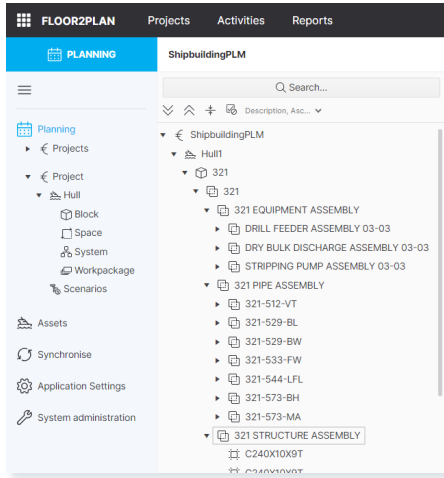 FLOOR2PLAN Projects Activities Reports
PLANNING
ShipbuildingPLM
Search...
Description, Asc...
Planning
Projects
Project
Hull
Block
Space
System
Workpackage
Scenarios
Assets
Synchronise
Application Settings
System administration
ShipbuildingPLM
Hull1
321
321
321 EQUIPMENT ASSEMBLY
DRILL FEEDER ASSEMBLY 03-03
DRY BULK DISCHARGE ASSEMBLY 03-03
STRIPPING PUMP ASSEMBLY 03-03
321 PIPE ASSEMBLY
321-512-VT
321-529-BL
321-529-BW
321-533-FW
321-544-LFL
321-573-BH
321-573-MA
321 STRUCTURE ASSEMBLY
C240X10X9T
C240X10X9T